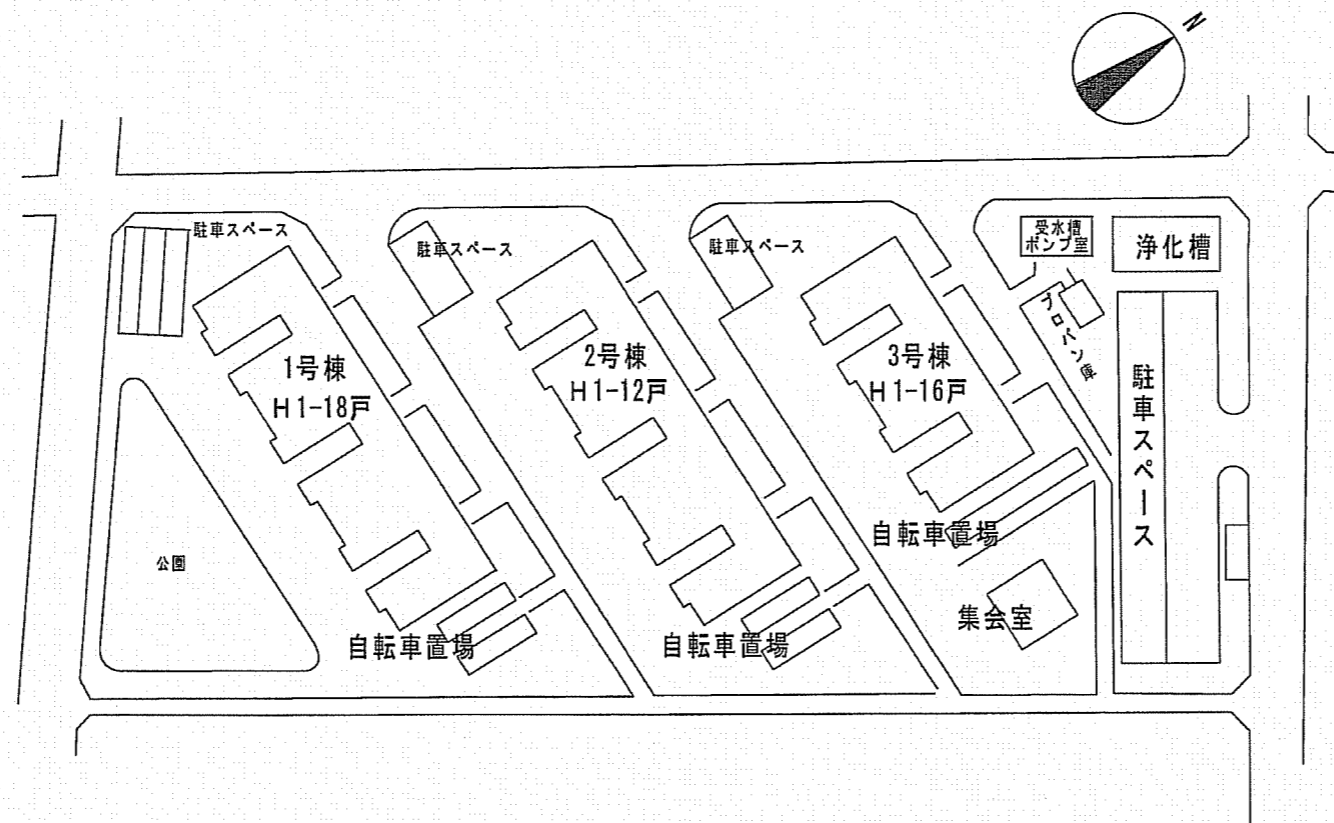 N
駐車スペース
駐車スペース
駐車スペース
受水槽
ポンプ室
浄化槽
プロパン庫
1号棟
H1-18戸
2号棟
H1-12戸
3号棟
H1-16戸
駐車スペース
公園
自転車置場
集会室
自転車置場
自転車置場